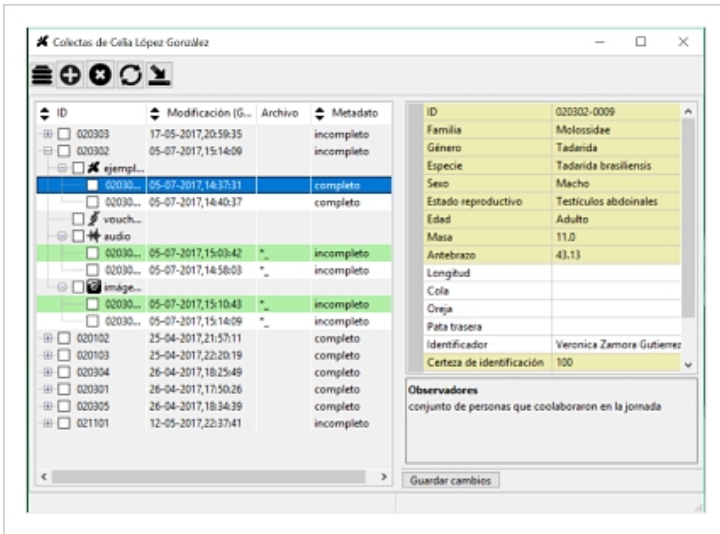 Colectas de Celia López González
ID Modificación (G... Archivo Metadato
020303 17-05-2017,20:59:35 incompleto
020302 05-07-2017,15:14:09 incompleto
ejempl...
02030... 05-07-2017,14:37:31 completo
02030... 05-07-2017,14:40:37 completo
vouch...
audio
02030... 05-07-2017,15:03:42 *_ incompleto
02030... 05-07-2017,14:58:03 *_ incompleto
imáge...
02030... 05-07-2017,15:10:43 *_ incompleto
02030... 05-07-2017,15:14:09 *_ incompleto
020102 25-04-2017,21:57:11 completo
020103 25-04-2017,22:20:19 completo
020304 26-04-2017,18:25:49 completo
020301 26-04-2017,17:50:26 completo
020305 26-04-2017,18:34:39 completo
021101 12-05-2017,22:37:41 incompleto
ID 020302-0009
Familia Molossidae
Género Tadarida
Especie Tadarida brasiliensis
Sexo Macho
Estado reproductivo Testículos abdoinales
Edad Adulto
Masa 11.0
Antebrazo 43.13
Longitud
Cola
Oreja
Pata trasera
Identificador Veronica Zamora Gutierrez
Certeza de identificación 100
Observadores
conjunto de personas que coolaboraron en la jornada
Guardar cambios